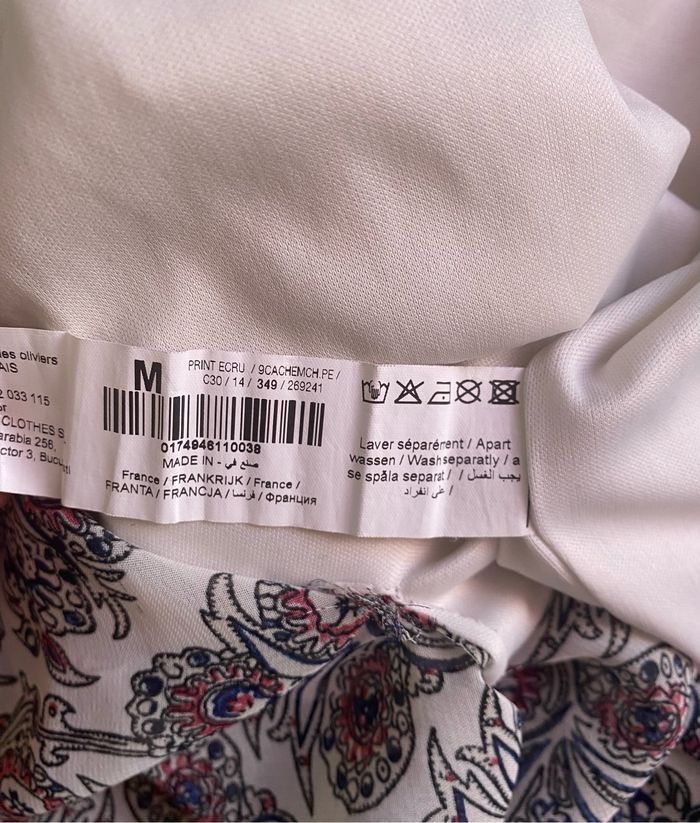 es oliviers
AIS
2 033 115
or
CLOTHES S
arabia 256
ctor 3, Bucu
M
PRINT ECRU / 9CACHEMCH.PE /
C30 / 14 / 349 / 269241
0174946110038
MADE IN - صنع في
France / FRANKRIJK / France /
FRANTA / FRANCJA / فرنسا / Франция
Laver séparément / Apart
wassen / Wash separately / a
se spăla separat / يجب الغسل /
على انفراد /